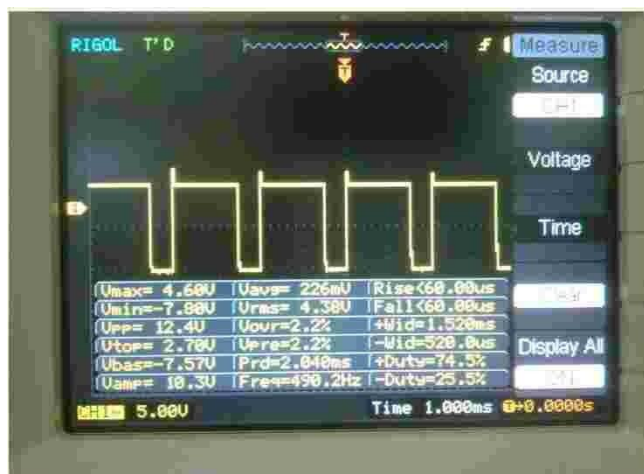 RIGOL T'D
Measure
Source
CH1
Voltage
Time
Clear
Display All
ON
Vmax= 4.60V Vavg= 226mV Rise<60.00us
Vmin=-7.80V Vrms= 4.38V Fall<60.00us
Vpp= 12.4V Vovr=2.2% +Wid=1.520ms
Vtop= 2.70V Vpre=2.2% -Wid=520.0us
Vbas=-7.57V Prd=2.040ms +Duty=74.5%
Vamp= 10.3V Freq=490.2Hz -Duty=25.5%
CH1= 5.00V Time 1.000ms T→0.0000s